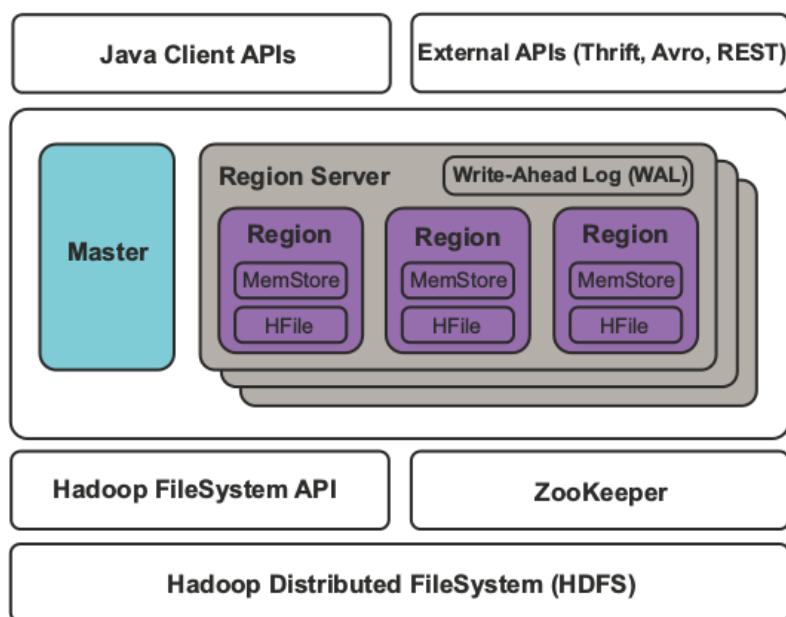 Java Client APIs
External APIs (Thrift, Avro, REST)
Master
Region Server
Write-Ahead Log (WAL)
Region
MemStore
HFile
Region
MemStore
HFile
Region
MemStore
HFile
Hadoop FileSystem API
ZooKeeper
Hadoop Distributed FileSystem (HDFS)